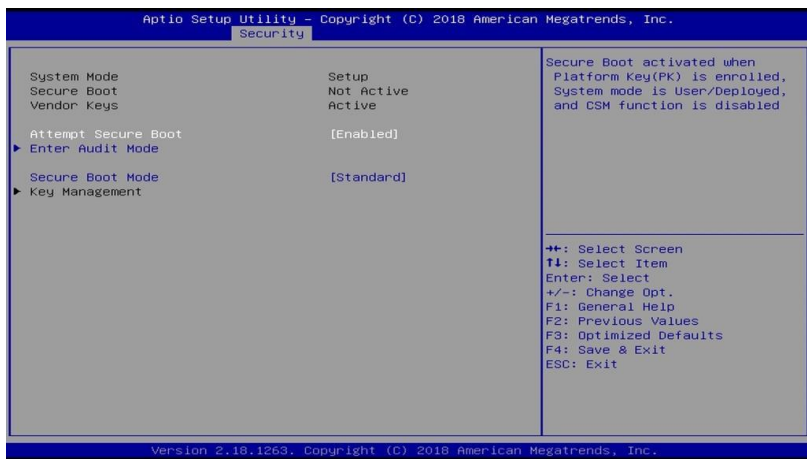 Aptio Setup Utility – Copyright (C) 2018 American Megatrends, Inc.
Security
System Mode Setup
Secure Boot Not Active
Vendor Keys Active
Attempt Secure Boot [Enabled]
► Enter Audit Mode
Secure Boot Mode [Standard]
► Key Management
Secure Boot activated when
Platform Key(PK) is enrolled,
System mode is User/Deployed,
and CSM function is disabled
→←: Select Screen
↑↓: Select Item
Enter: Select
+/-: Change Opt.
F1: General Help
F2: Previous Values
F3: Optimized Defaults
F4: Save & Exit
ESC: Exit
Version 2.18.1263. Copyright (C) 2018 American Megatrends, Inc.